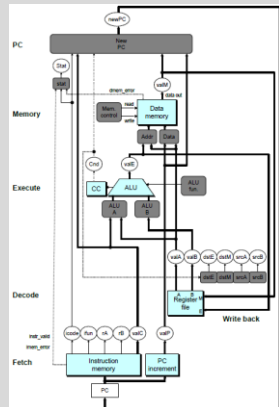 newPC
PC
New
PC
Stat
valM
stat
dmem_error
data out
read
Mem.
control
write
Data
memory
Memory
Addr
Data
Cnd
valE
CC
ALU
ALU
fun.
Execute
ALU
A
ALU
B
valA
valB
dstE
dstM
srcA
srcB
dstE
dstM
srcA
srcB
Decode
A
B
M
Register
file
E
Write back
instr_valid
imem_error
icode
ifun
rA
rB
valC
valP
Fetch
Instruction
memory
PC
increment
PC